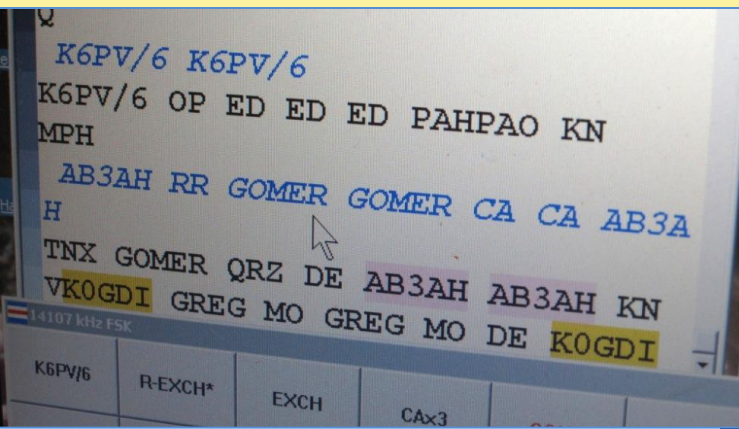 Q
K6PV/6 K6PV/6
K6PV/6 OP ED ED ED PAHPAO KN
MPH
AB3AH RR GOMER GOMER CA CA AB3A
H
TNX GOMER QRZ DE AB3AH AB3AH KN
VK0GDI GREG MO GREG MO DE K0GDI
14107 kHz FSK
K6PV/6 R-EXCH* EXCH CAx3